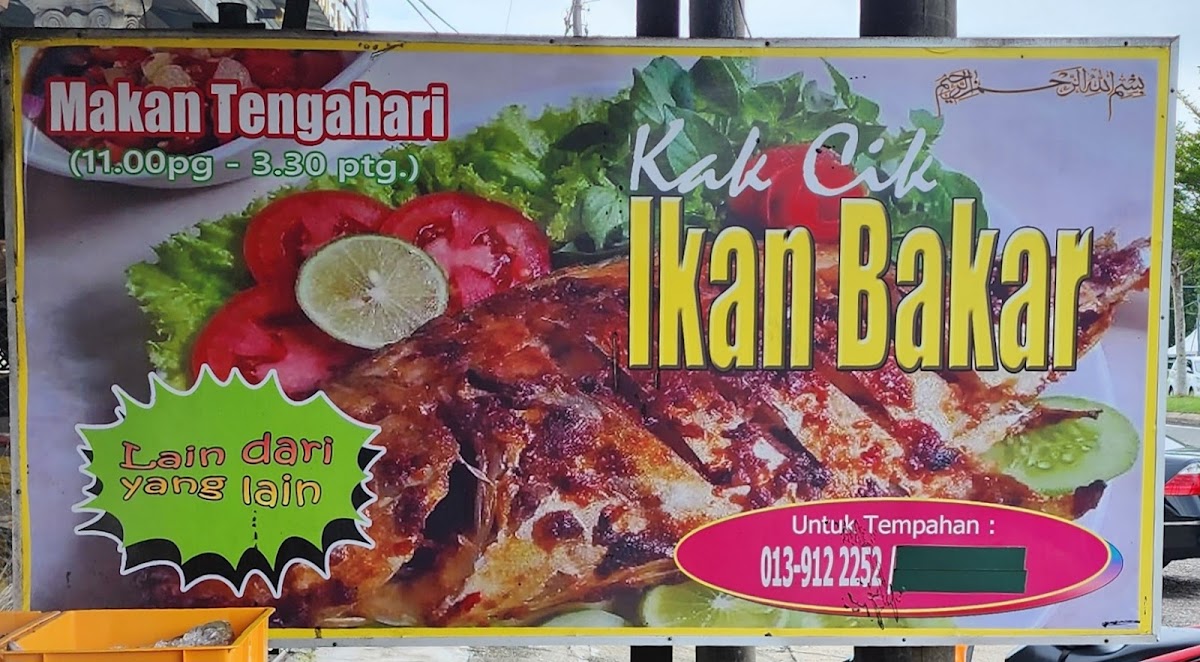 Makan Tengahari
(11.00pg - 3.30 ptg.)
بسم الله الرحمن الرحيم
Kak Cik
Ikan Bakar
Lain dari
yang lain
Untuk Tempahan :
013-912 2252 /